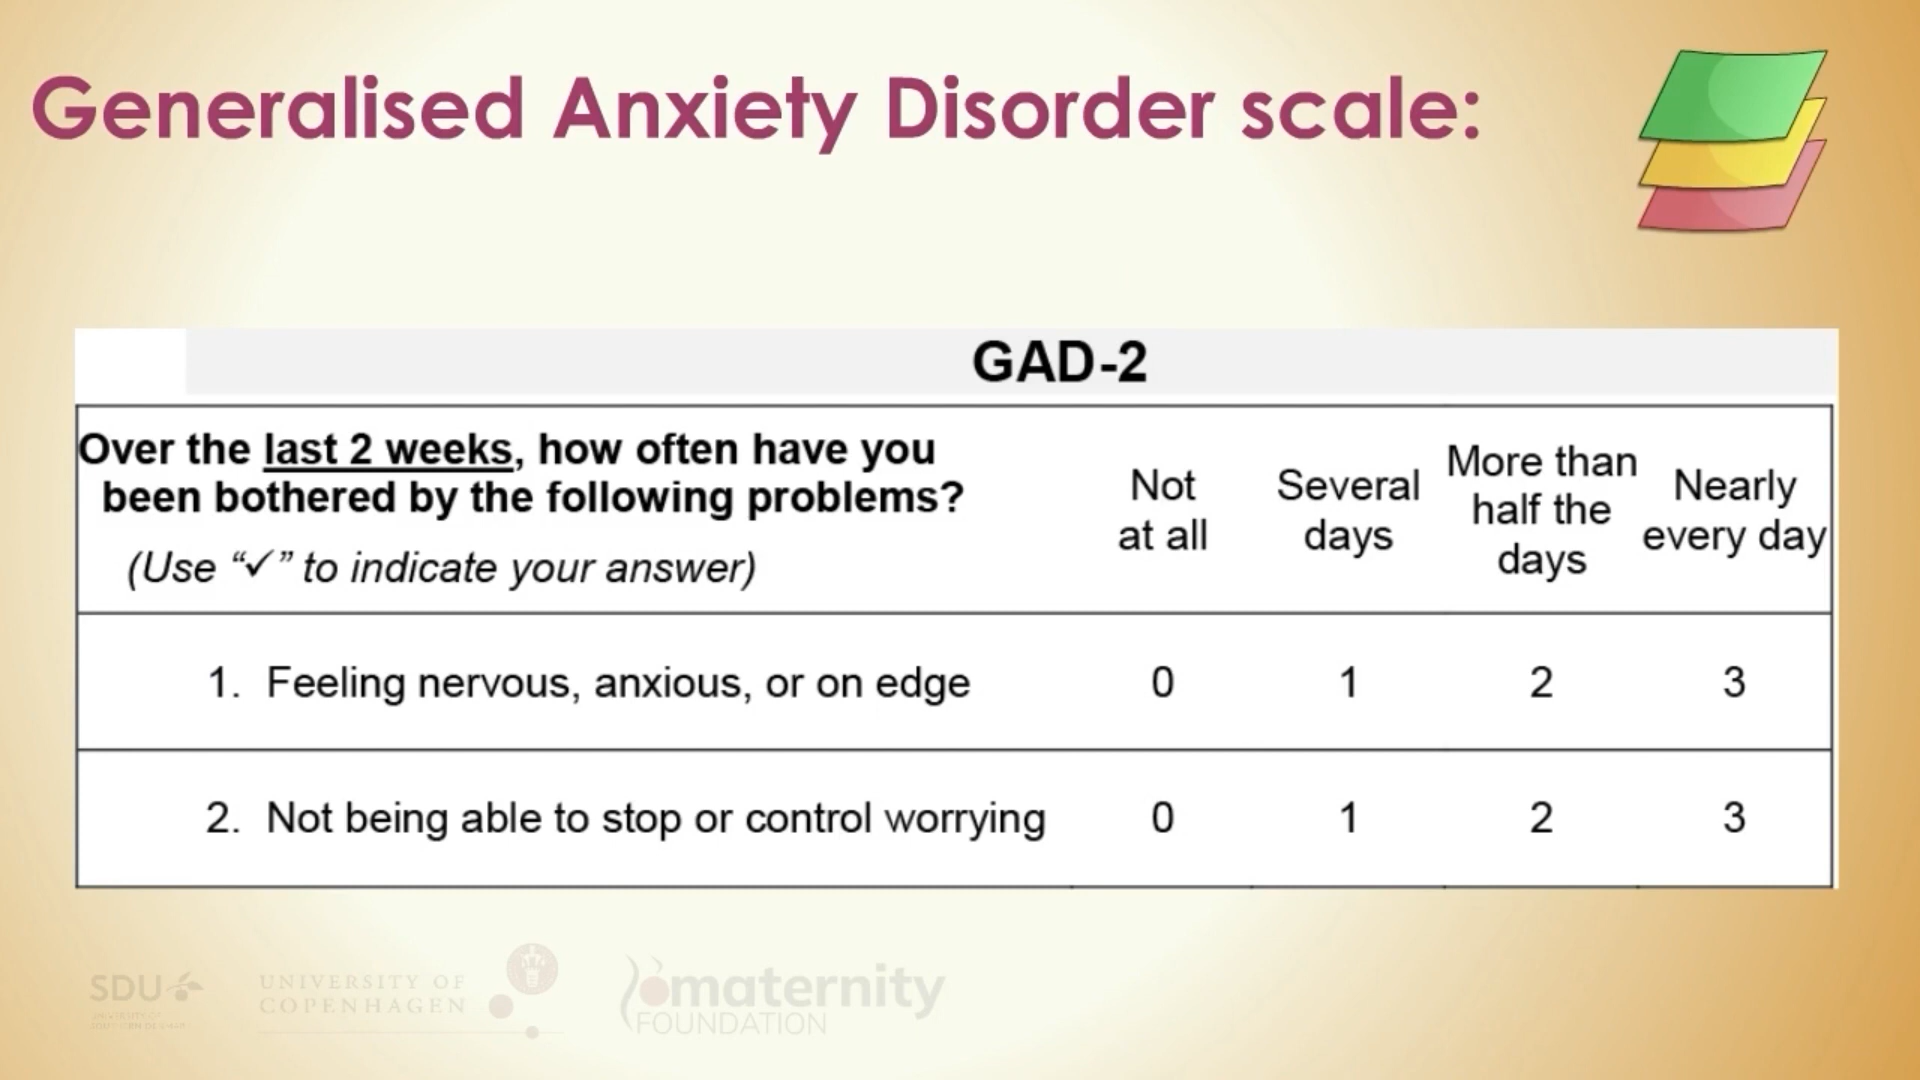 Generalised Anxiety Disorder scale:
GAD-2
Over the last 2 weeks, how often have you
been bothered by the following problems?
(Use “✓” to indicate your answer)
Not
at all
Several
days
More than
half the
days
Nearly
every day
1. Feeling nervous, anxious, or on edge 0 1 2 3
2. Not being able to stop or control worrying 0 1 2 3
SDU
UNIVERSITY OF
COPENHAGEN
maternity
FOUNDATION